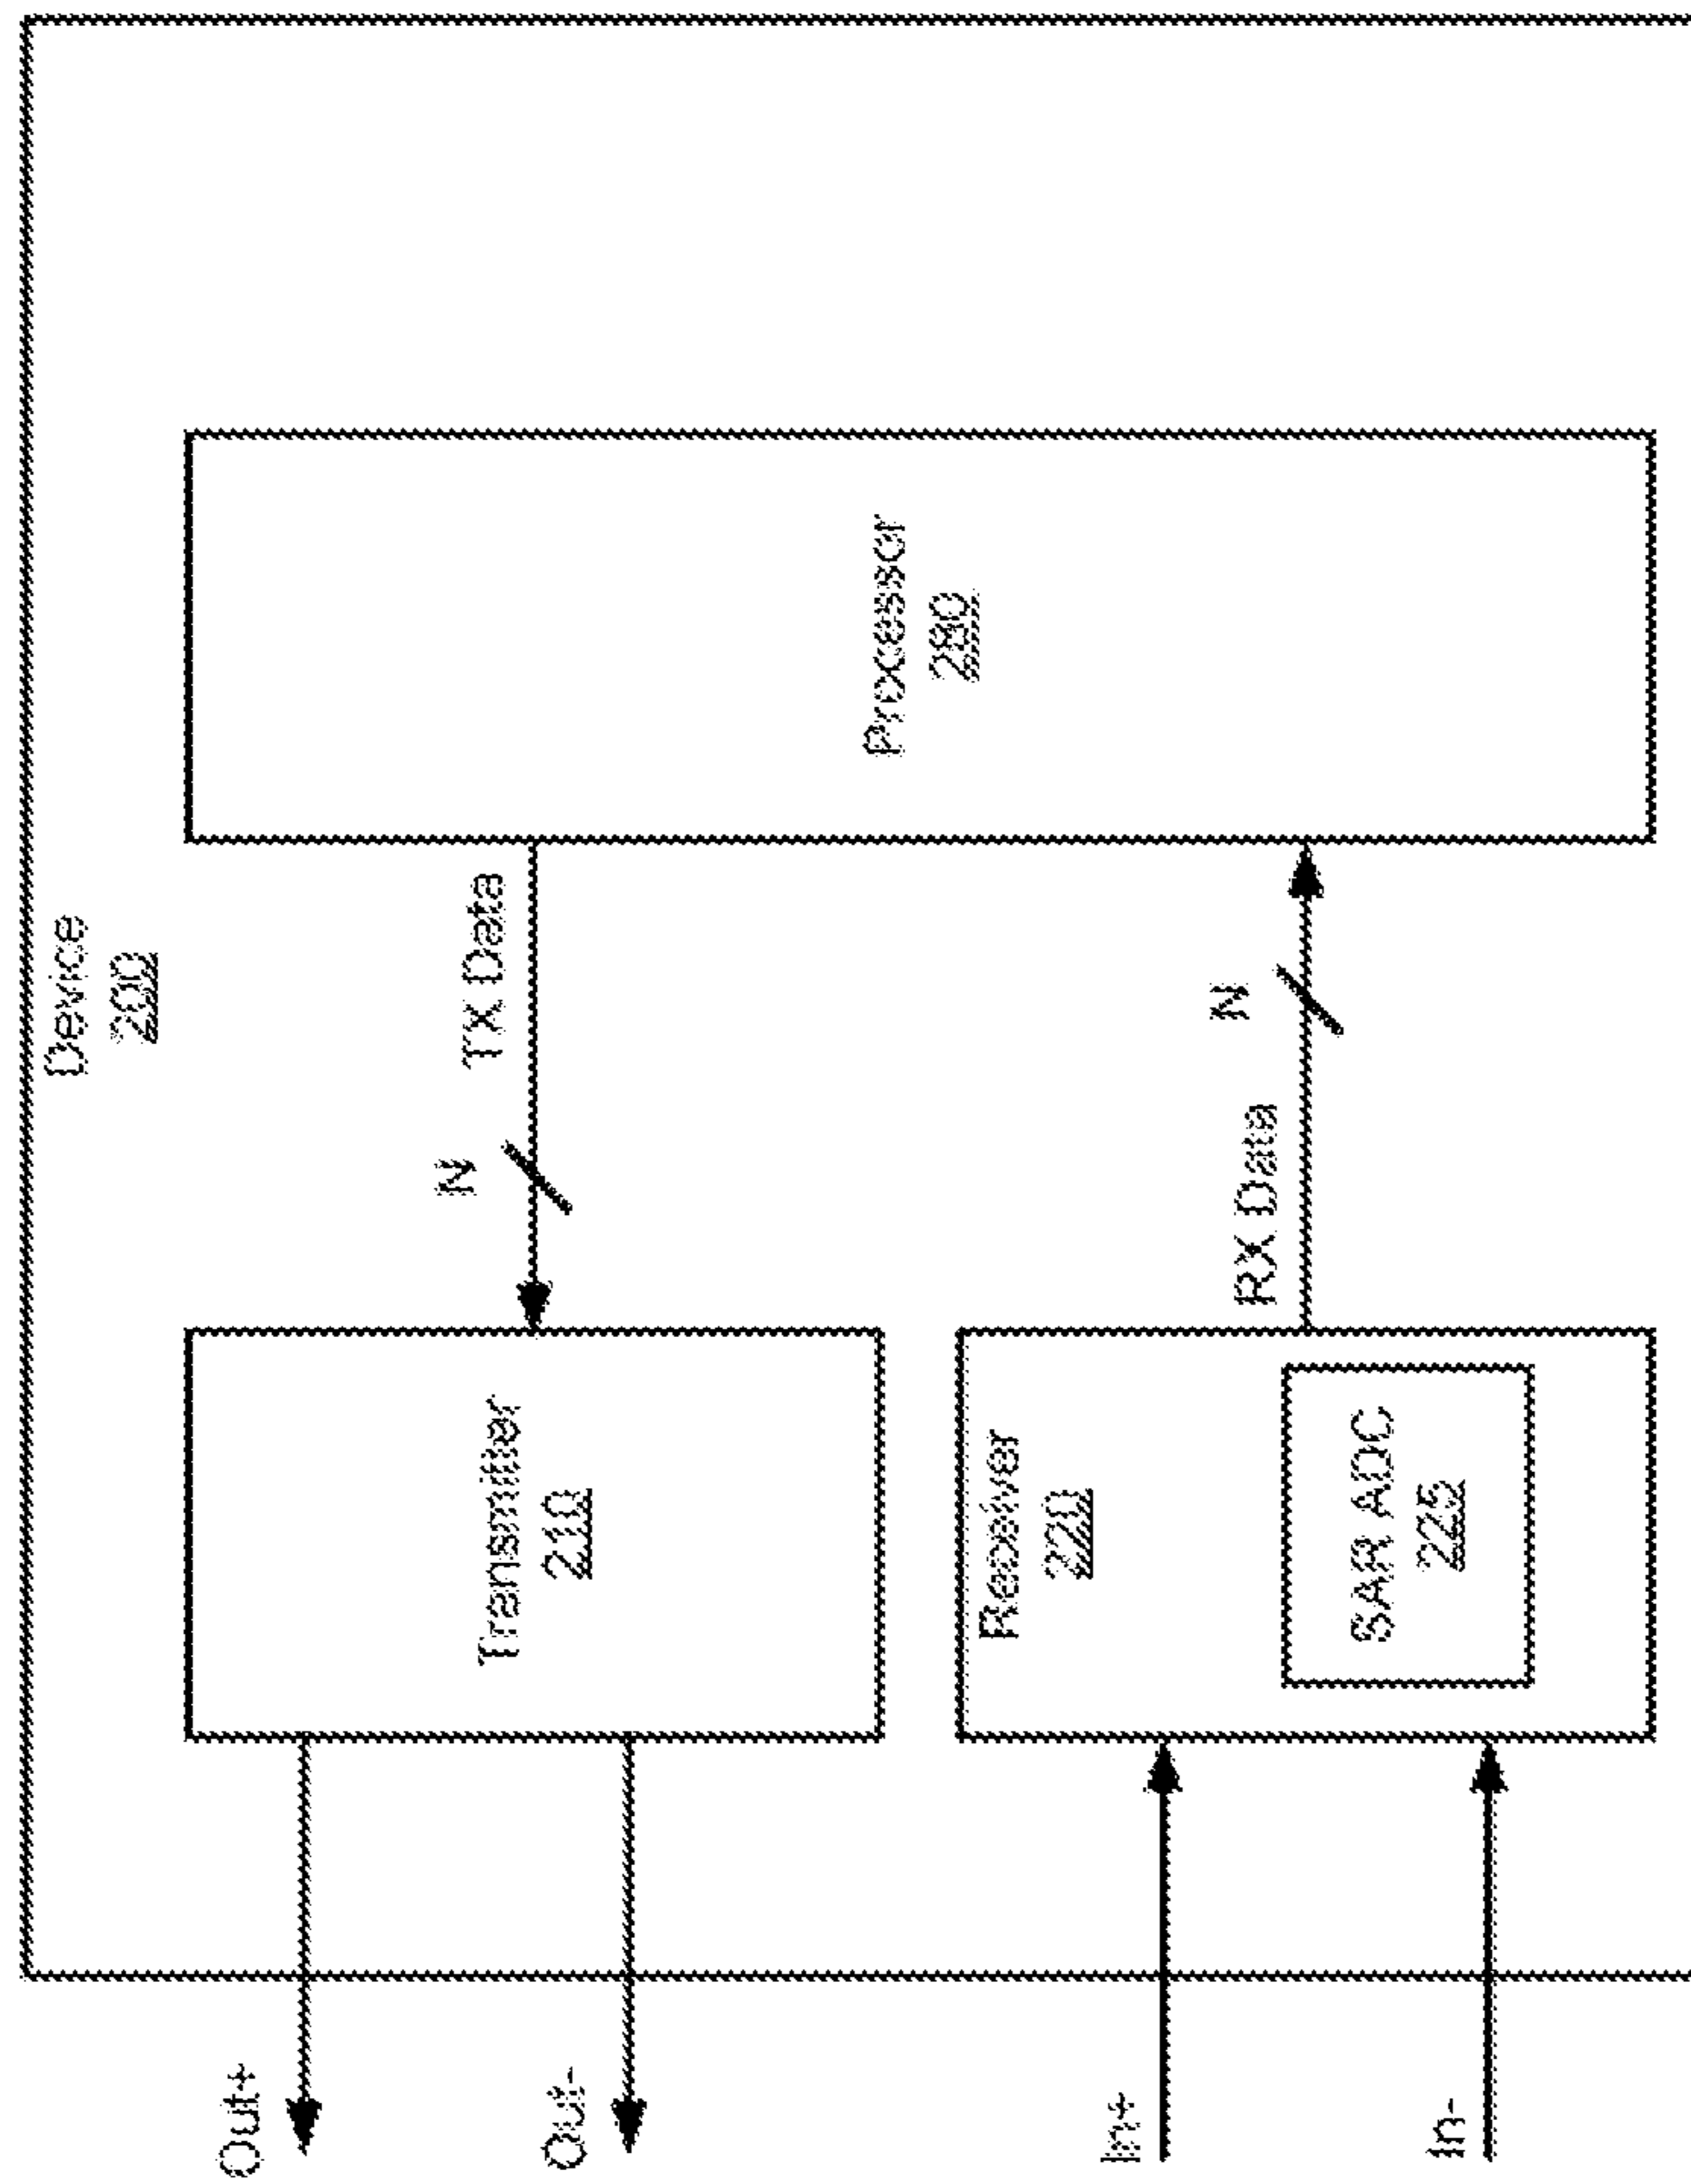 Device
200
Out+
Out-
Transmitter
210
N
TX Data
Processor
280
In+
In-
Receiver
220
SAR ADC
225
RX Data
N